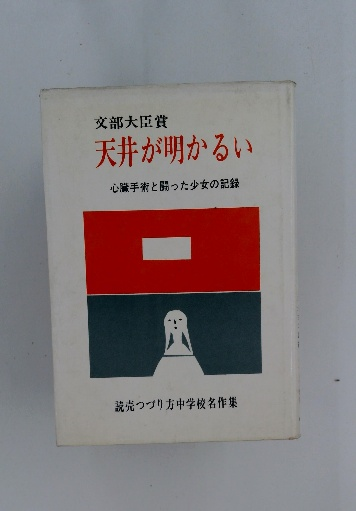 文部大臣賞
天井が明かるい
心臓手術と闘った少女の記録
読売つづり方中学校名作集